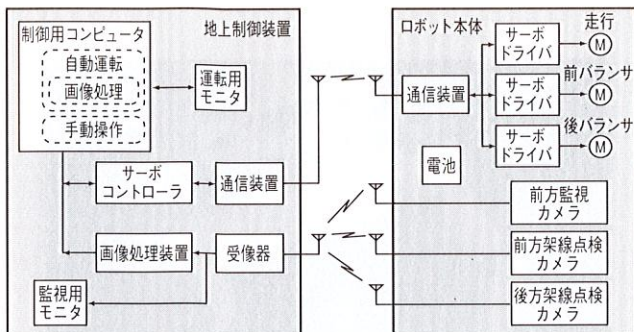 地上制御装置
制御用コンピュータ
自動運転
画像処理
手動操作
運転用
モニタ
サーボ
コントローラ
通信装置
画像処理装置
受像器
監視用
モニタ
ロボット本体
通信装置
サーボ
ドライバ
走行
M
サーボ
ドライバ
前バランサ
M
サーボ
ドライバ
後バランサ
M
電池
前方監視
カメラ
前方架線点検
カメラ
後方架線点検
カメラ